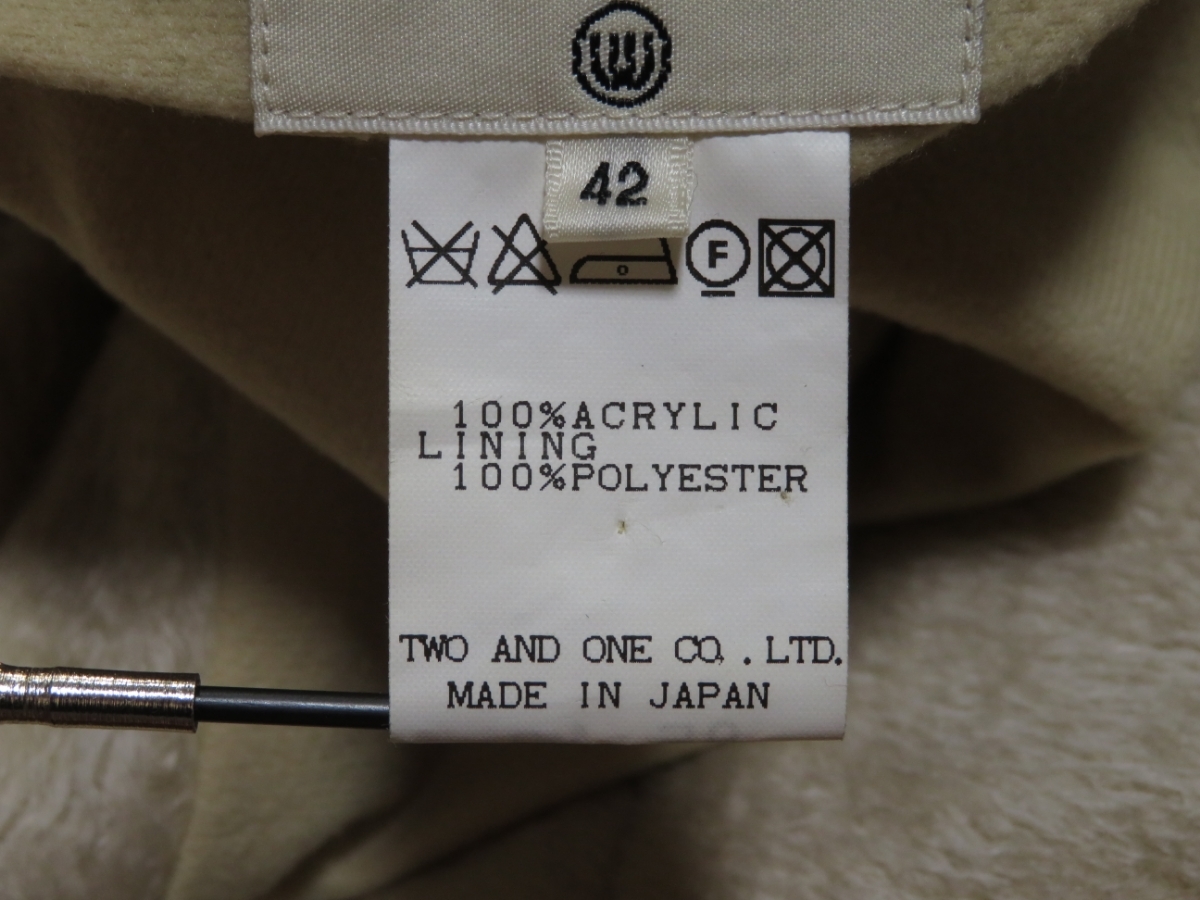 W
42
F
100%ACRYLIC
LINING
100%POLYESTER
TWO AND ONE CO.,LTD.
MADE IN JAPAN